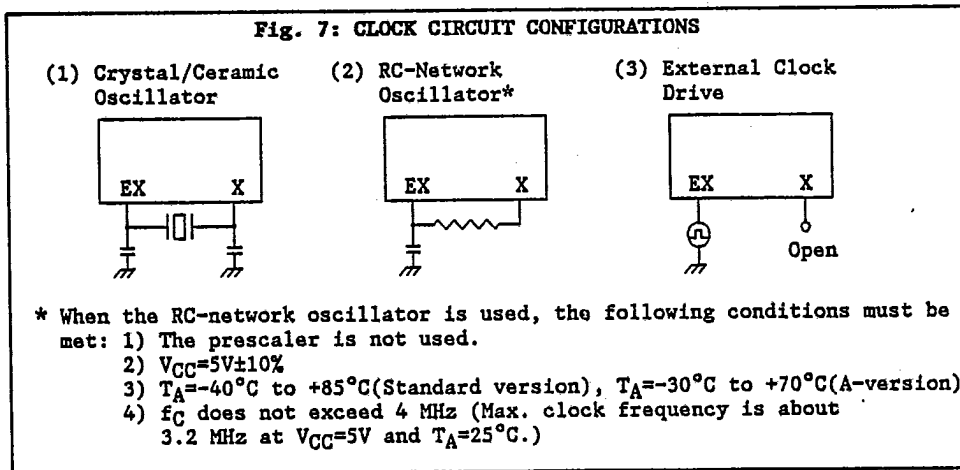 Fig. 7: CLOCK CIRCUIT CONFIGURATIONS
(1) Crystal/Ceramic Oscillator
(2) RC-Network Oscillator*
(3) External Clock Drive
EX X
EX X
EX X
Open
* When the RC-network oscillator is used, the following conditions must be
met: 1) The prescaler is not used.
2) VCC=5V±10%
3) TA=-40°C to +85°C(Standard version), TA=-30°C to +70°C(A-version)
4) fC does not exceed 4 MHz (Max. clock frequency is about
3.2 MHz at VCC=5V and TA=25°C.)